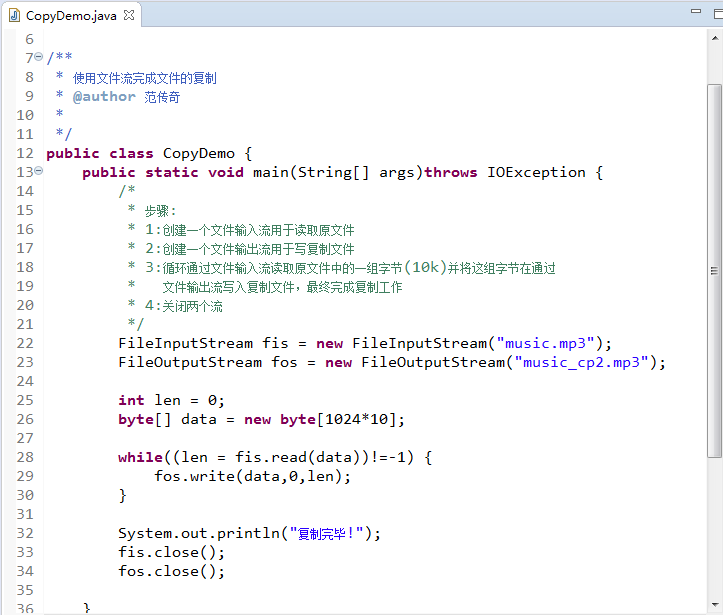 CopyDemo.java
6
7 /**
8 * 使用文件流完成文件的复制
9 * @author 范传奇
10 *
11 */
12 public class CopyDemo {
13 public static void main(String[] args)throws IOException {
14 /*
15 * 步骤:
16 * 1:创建一个文件输入流用于读取原文件
17 * 2:创建一个文件输出流用于写复制文件
18 * 3:循环通过文件输入流读取原文件中的一组字节(10k)并将这组字节在通过
19 * 文件输出流写入复制文件，最终完成复制工作
20 * 4:关闭两个流
21 */
22 FileInputStream fis = new FileInputStream("music.mp3");
23 FileOutputStream fos = new FileOutputStream("music_cp2.mp3");
24
25 int len = 0;
26 byte[] data = new byte[1024*10];
27
28 while((len = fis.read(data))!=-1) {
29 fos.write(data,0,len);
30 }
31
32 System.out.println("复制完毕!");
33 fis.close();
34 fos.close();
35
36 }